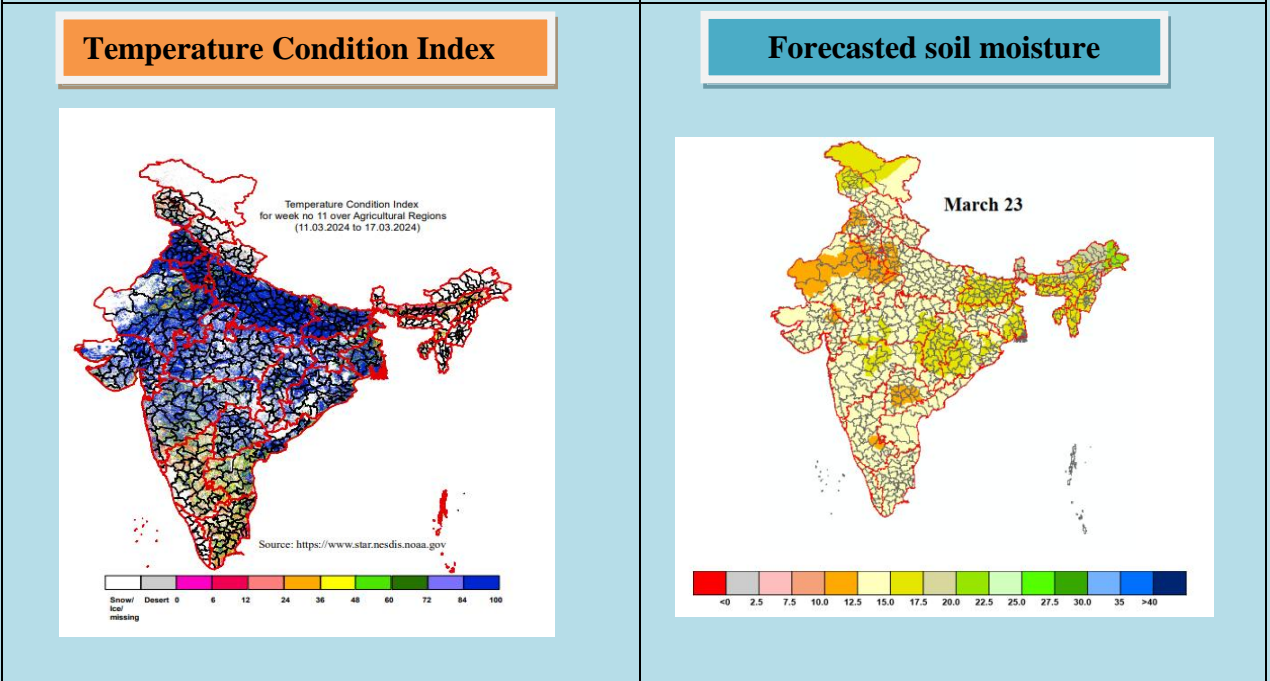 Temperature Condition Index
Temperature Condition Index
for week no 11 over Agricultural Regions
(11.03.2024 to 17.03.2024)
Source: https://www.star.nesdis.noaa.gov
Snow/ Desert 0 6 12 24 36 48 60 72 84 100
Ice/
missing
Forecasted soil moisture
March 23
<0 2.5 7.5 10.0 12.5 15.0 17.5 20.0 22.5 25.0 27.5 30.0 35 >40